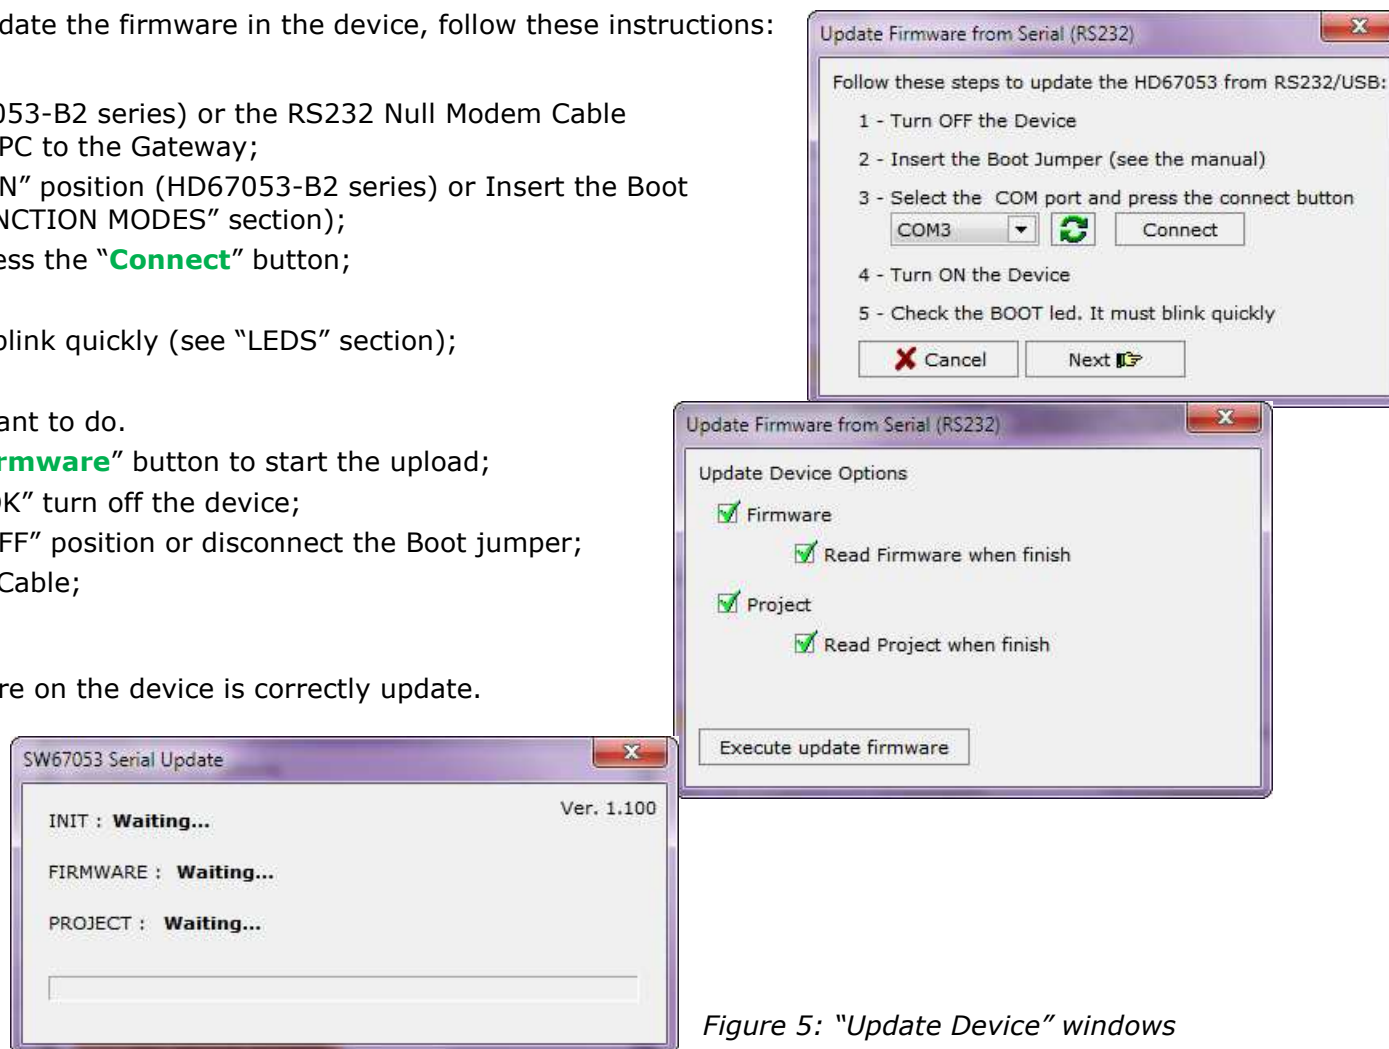 date the firmware in the device, follow these instructions:
053-B2 series) or the RS232 Null Modem Cable
PC to the Gateway;
N” position (HD67053-B2 series) or Insert the Boot
NCTION MODES” section);
ess the “Connect” button;
blink quickly (see “LEDS” section);
ant to do.
rmware” button to start the upload;
OK” turn off the device;
FF” position or disconnect the Boot jumper;
Cable;
re on the device is correctly update.
Update Firmware from Serial (RS232)
Follow these steps to update the HD67053 from RS232/USB:
1 - Turn OFF the Device
2 - Insert the Boot Jumper (see the manual)
3 - Select the COM port and press the connect button
COM3 Connect
4 - Turn ON the Device
5 - Check the BOOT led. It must blink quickly
Cancel Next
Update Firmware from Serial (RS232)
Update Device Options
Firmware
Read Firmware when finish
Project
Read Project when finish
Execute update firmware
SW67053 Serial Update
Ver. 1.100
INIT : Waiting...
FIRMWARE : Waiting...
PROJECT : Waiting...
Figure 5: “Update Device” windows